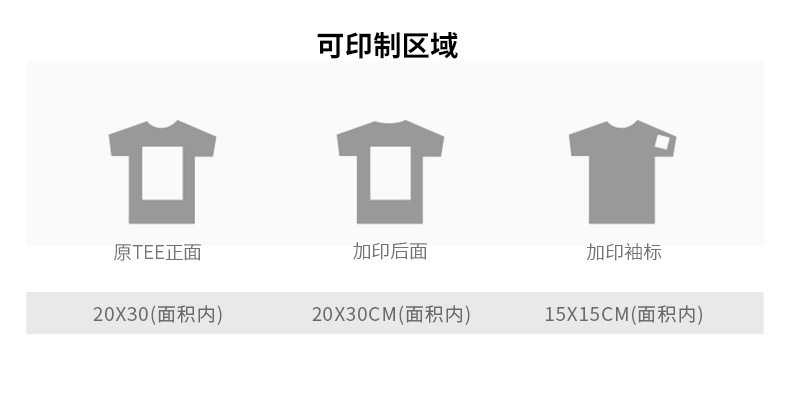 可印制区域
原TEE正面
加印后面
加印袖标
20X30(面积内)
20X30CM(面积内)
15X15CM(面积内)